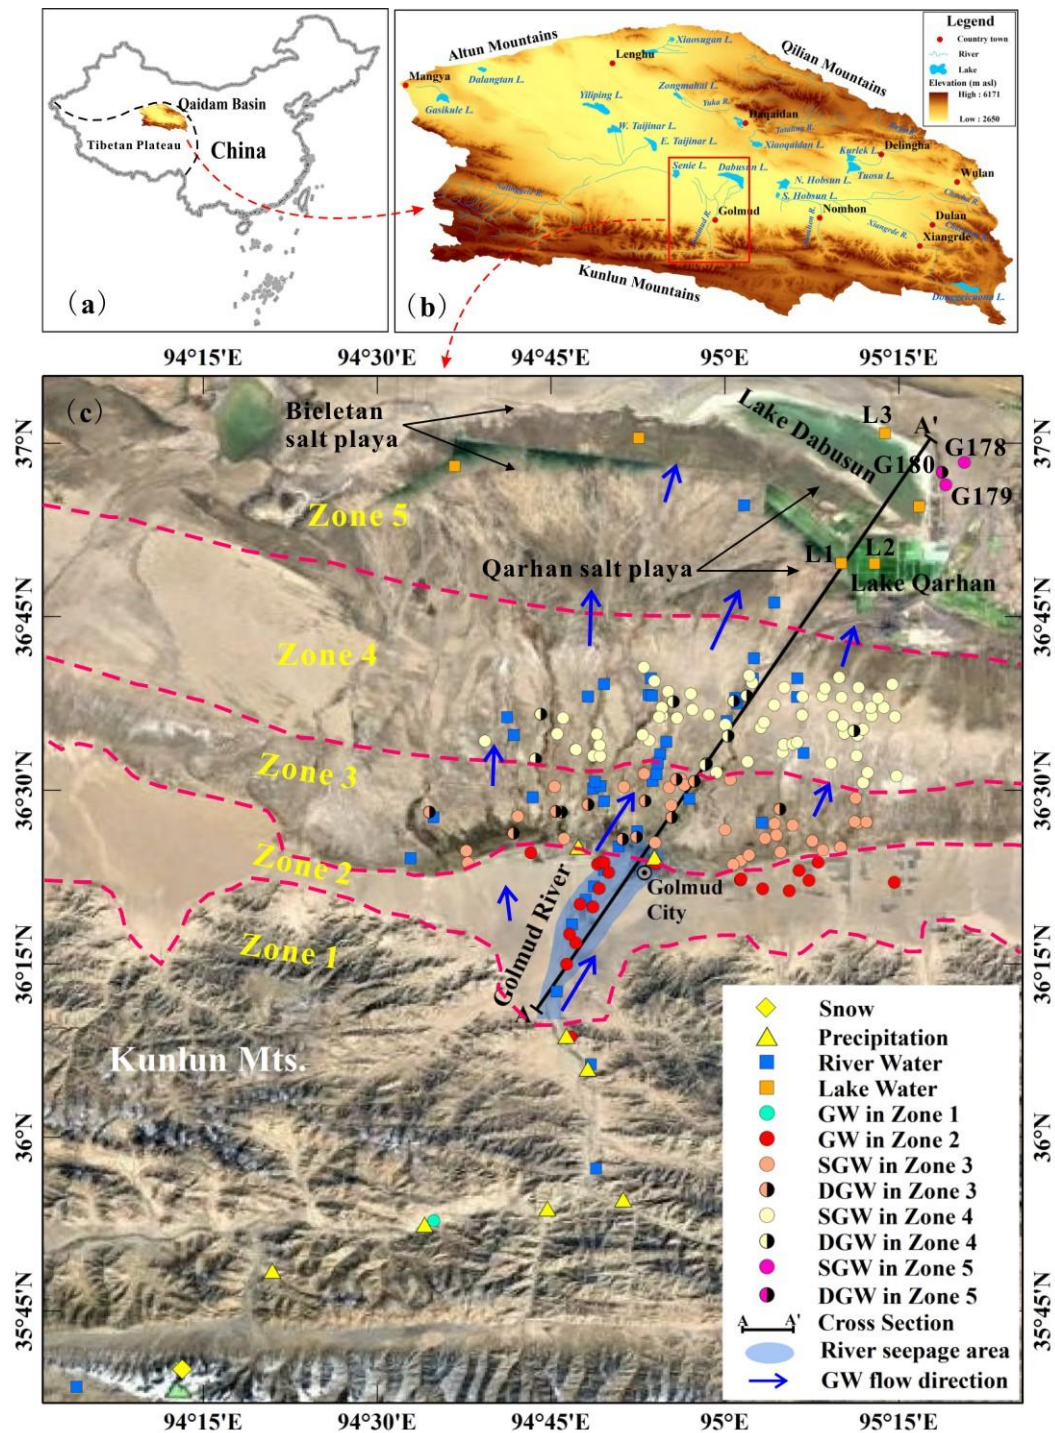 Qaidam Basin
Tibetan Plateau
China
(a)
Altun Mountains
Qilian Mountains
Kunlun Mountains
Mangya
Lenghu
Xiaosugan L.
Dalangtan L.
Gasikule L.
Yiliping L.
Zongmahai L.
Yuka R.
W. Taijinar L.
E. Taijinar L.
Daqaidan
Tataling R.
Xiaoqaidan L.
Delingha
Kurlek L.
Tuosu L.
Wulan
Senie L.
Dabusun L.
N. Hobsun L.
S. Hobsun L.
Golmud
Nomhon
Dulan
Xiangrde R.
Xiangrde
(b)
Legend
Country town
River
Lake
Elevation (m asl)
High : 6171
Low : 2650
94°15'E
94°30'E
94°45'E
95°E
95°15'E
37°N
36°45'N
36°30'N
36°15'N
36°N
35°45'N
37°N
36°45'N
36°30'N
36°15'N
36°N
35°45'N
(c)
Bieletan
salt playa
Lake Dabusun
L3
A'
G178
G180
G179
Zone 5
Qarhan salt playa
L1
L2
Lake Qarhan
Zone 4
Zone 3
Zone 2
Zone 1
Golmud River
Golmud
City
A
Kunlun Mts.
Snow
Precipitation
River Water
Lake Water
GW in Zone 1
GW in Zone 2
SGW in Zone 3
DGW in Zone 3
SGW in Zone 4
DGW in Zone 4
SGW in Zone 5
DGW in Zone 5
A A' Cross Section
River seepage area
GW flow direction
94°15'E
94°30'E
94°45'E
95°E
95°15'E